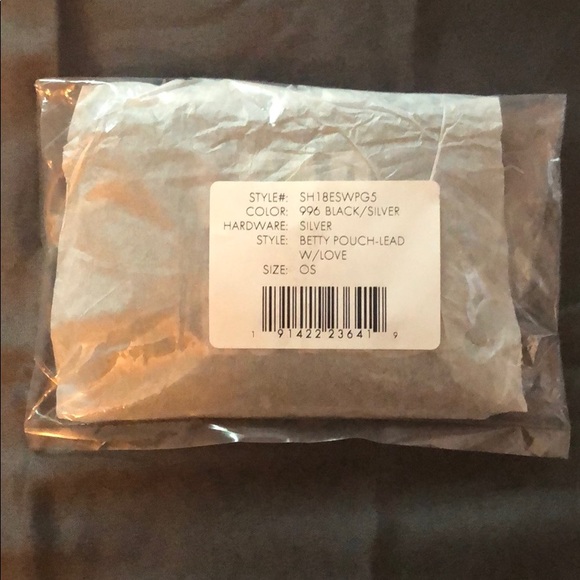 STYLE#: SH18ESWPG5
COLOR: 996 BLACK/SILVER
HARDWARE: SILVER
STYLE: BETTY POUCH-LEAD
W/LOVE
SIZE: OS
1 91422 23641 9